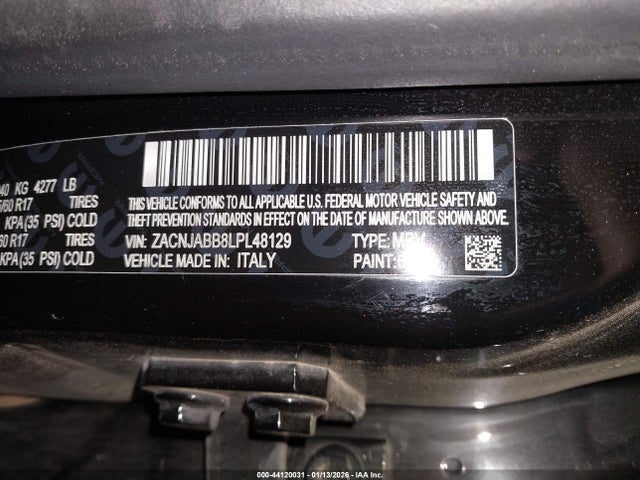 40 KG 4277 LB
/60 R17 TIRES
KPA(35 PSI) COLD
60 R17 TIRES
KPA(35 PSI) COLD
THIS VEHICLE CONFORMS TO ALL APPLICABLE U.S. FEDERAL MOTOR VEHICLE SAFETY AND
THEFT PREVENTION STANDARDS IN EFFECT ON THE DATE OF MANUFACTURE SHOWN ABOVE.
VIN: ZACNJABB8LPL48129 TYPE: MPV
VEHICLE MADE IN: ITALY PAINT:
000-44120031 - 01/13/2026 - © IAA Inc.